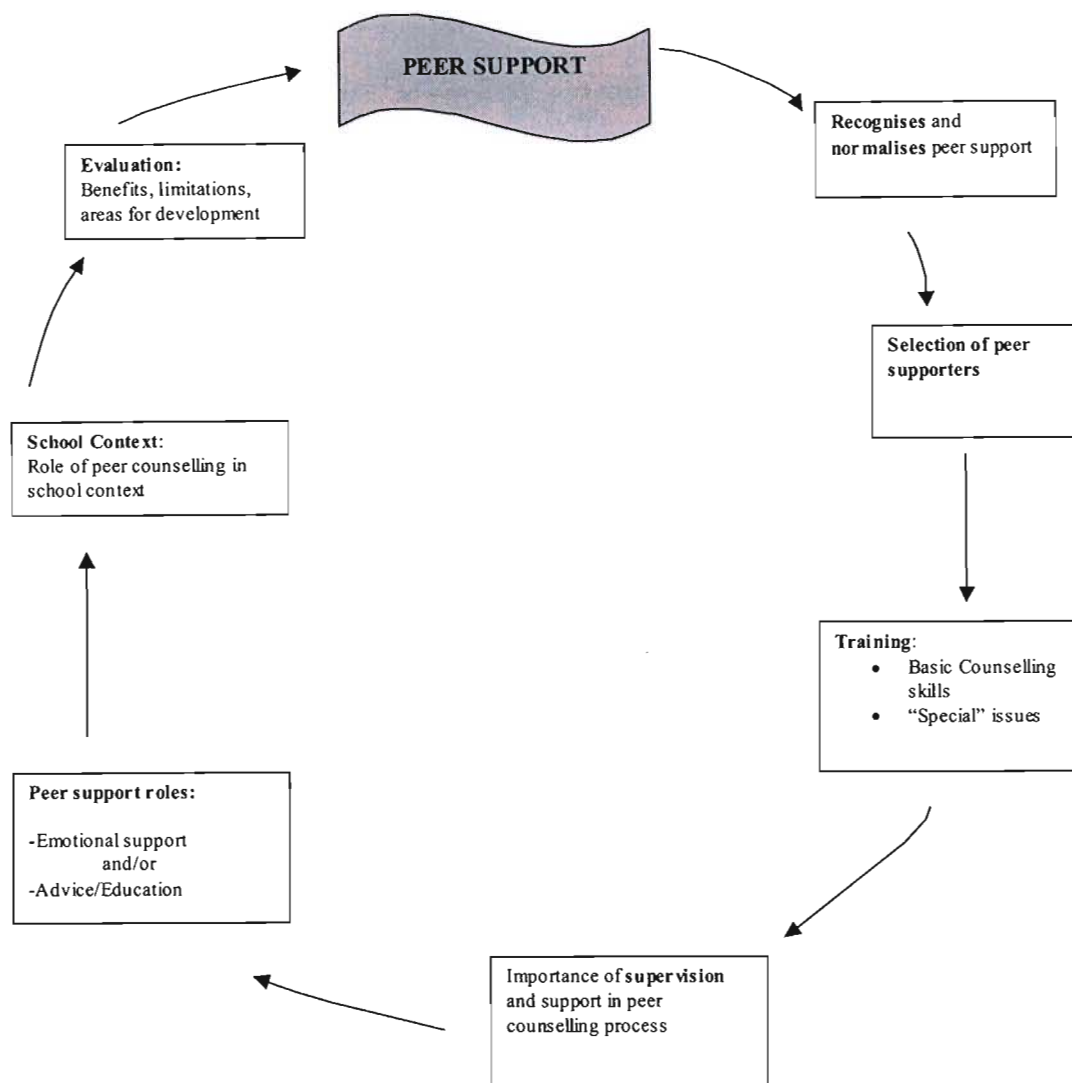 PEER SUPPORT
Recognises and
normalises peer support
Selection of peer
supporters
Training:
• Basic Counselling
skills
• “Special” issues
Importance of supervision
and support in peer
counselling process
Peer support roles:
-Emotional support
and/or
-Advice/Education
School Context:
Role of peer counselling in
school context
Evaluation:
Benefits, limitations,
areas for development